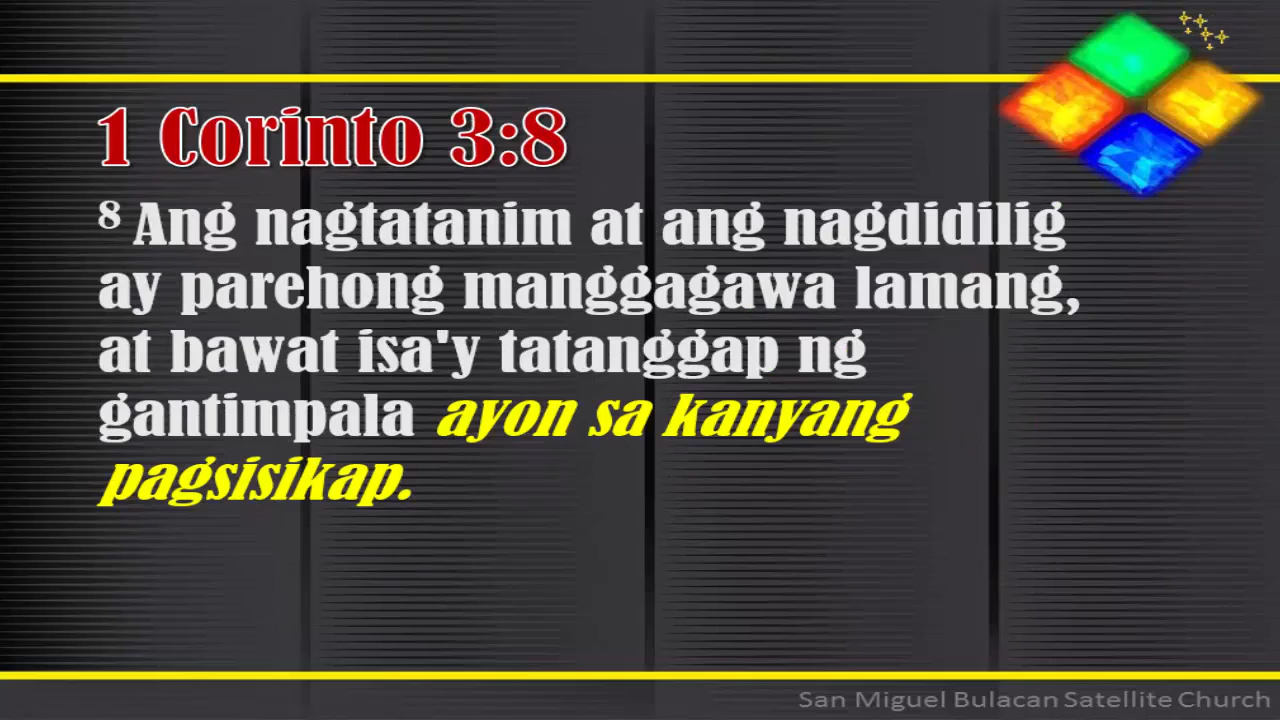 1 Corinto 3:8
8 Ang nagtatanim at ang nagdidilig
ay parehong manggagawa lamang,
at bawat isa'y tatanggap ng
gantimpala ayon sa kanyang
pagsisikap.
San Miguel Bulacan Satellite Church